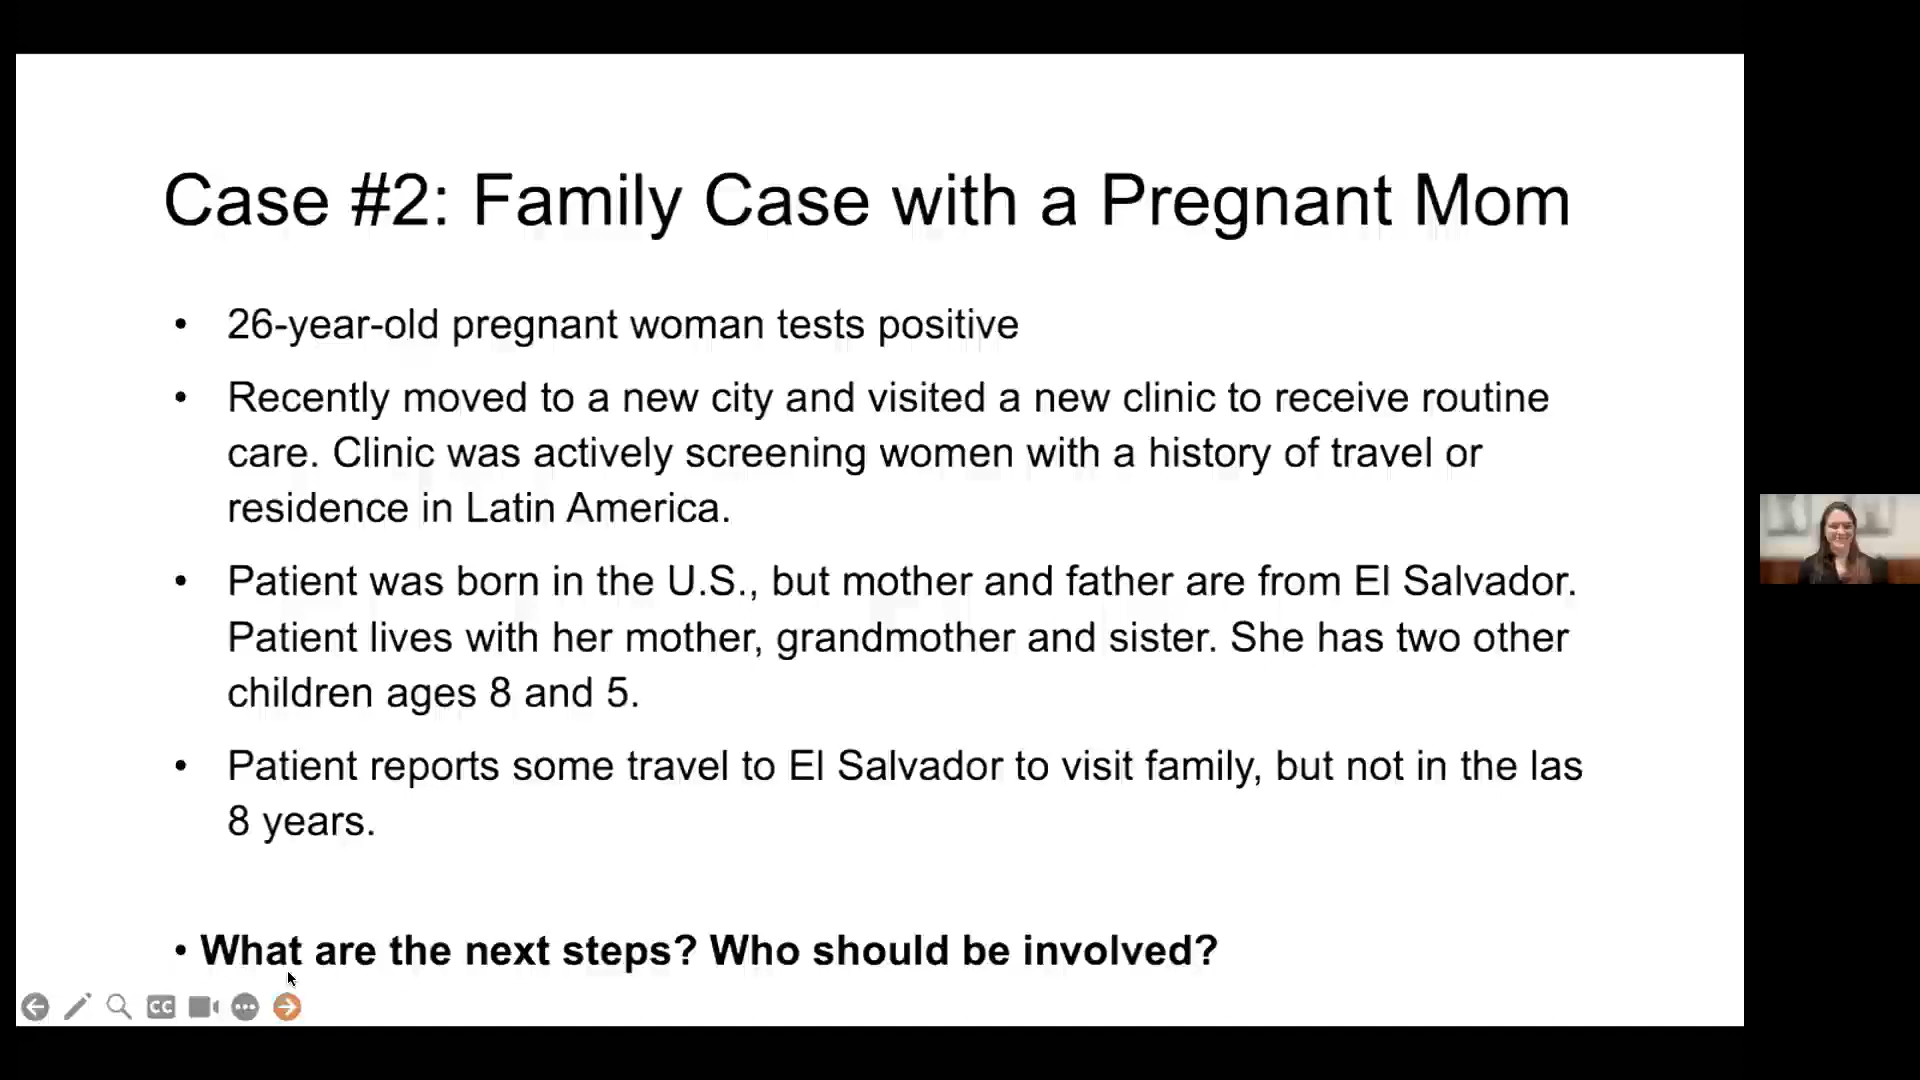 Case #2: Family Case with a Pregnant Mom
• 26-year-old pregnant woman tests positive
• Recently moved to a new city and visited a new clinic to receive routine
care. Clinic was actively screening women with a history of travel or
residence in Latin America.
• Patient was born in the U.S., but mother and father are from El Salvador.
Patient lives with her mother, grandmother and sister. She has two other
children ages 8 and 5.
• Patient reports some travel to El Salvador to visit family, but not in the las
8 years.
• What are the next steps? Who should be involved?
CC